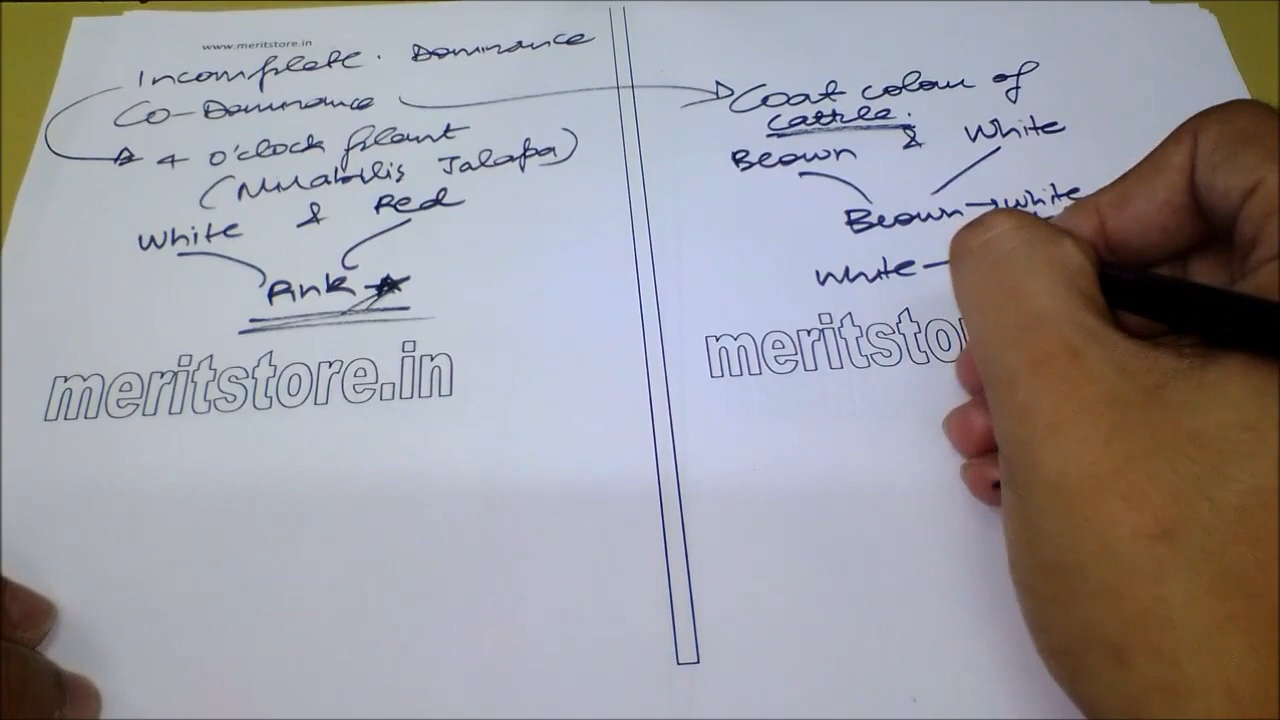 www.meritstore.in
Incomplete. Dominance
Co-Dominance
4 o'clock plant
(Mirabilis Jalapa)
White & Red
Pink
meritstore.in
Coat colour of
cattle.
Brown & White
Brown → white
White
meritsto